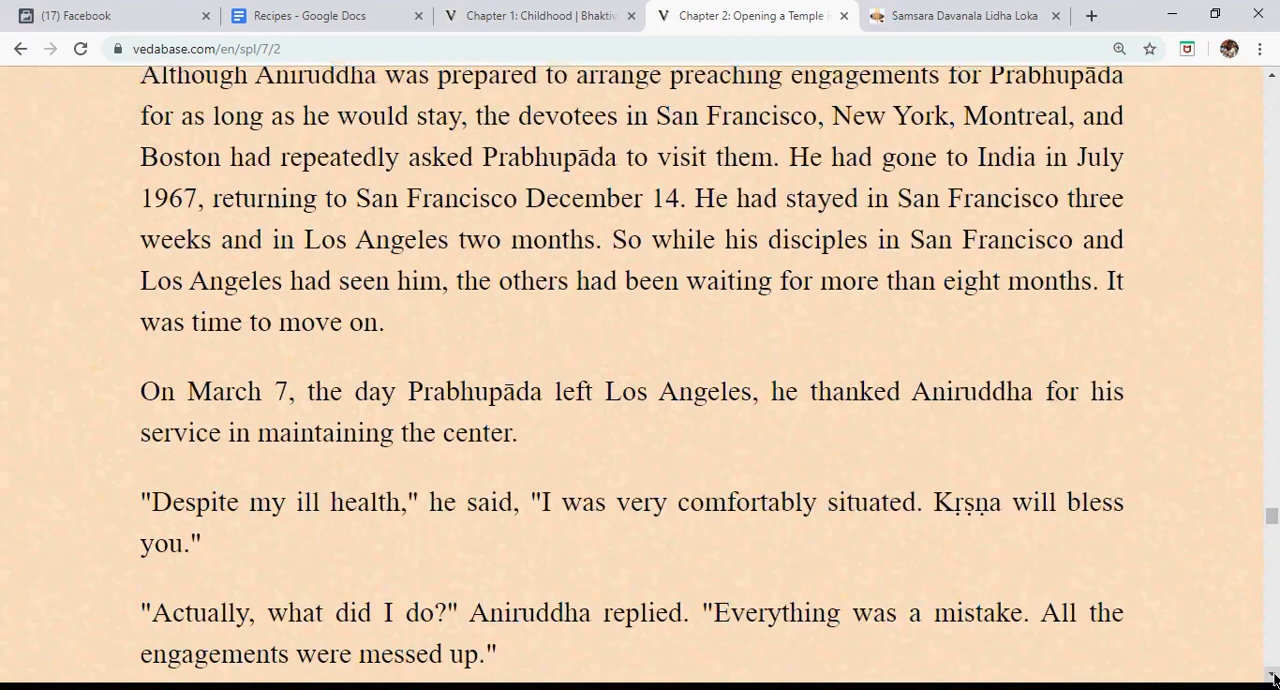 (17) Facebook
Recipes - Google Docs
Chapter 1: Childhood | Bhaktiv
Chapter 2: Opening a Temple i
Samsara Davanala Lidha Loka
vedabase.com/en/spl/7/2
Although Aniruddha was prepared to arrange preaching engagements for Prabhupāda
for as long as he would stay, the devotees in San Francisco, New York, Montreal, and
Boston had repeatedly asked Prabhupāda to visit them. He had gone to India in July
1967, returning to San Francisco December 14. He had stayed in San Francisco three
weeks and in Los Angeles two months. So while his disciples in San Francisco and
Los Angeles had seen him, the others had been waiting for more than eight months. It
was time to move on.
On March 7, the day Prabhupāda left Los Angeles, he thanked Aniruddha for his
service in maintaining the center.
"Despite my ill health," he said, "I was very comfortably situated. Kṛṣṇa will bless
you."
"Actually, what did I do?" Aniruddha replied. "Everything was a mistake. All the
engagements were messed up."